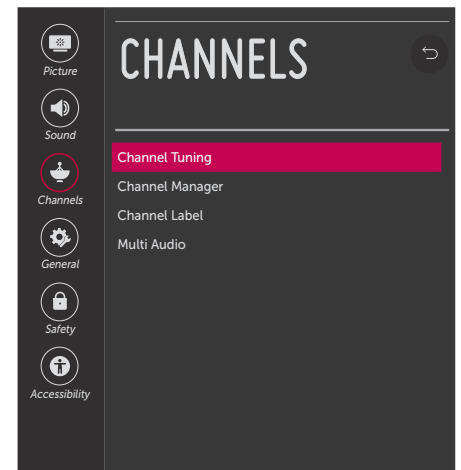 Picture
Sound
Channels
General
Safety
Accessibility
CHANNELS
Channel Tuning
Channel Manager
Channel Label
Multi Audio